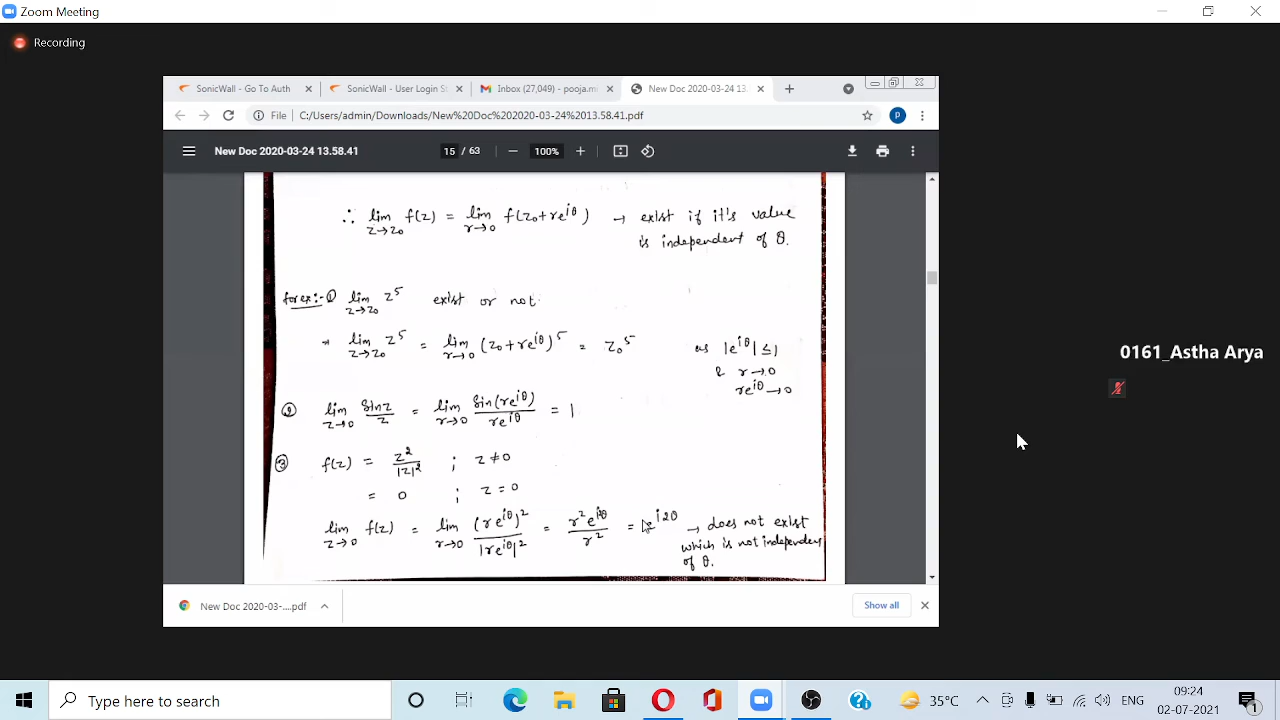 Zoom Meeting
Recording
SonicWall - Go To Auth
SonicWall - User Login S
Inbox (27,049) - pooja.m
New Doc 2020-03-24 13.
File C:/Users/admin/Downloads/New%20Doc%202020-03-24%2013.58.41.pdf
P
New Doc 2020-03-24 13.58.41
15 / 63
100%
∴ lim z→z₀ f(z) = lim r→0 f(z₀+re^{iθ}) → exist if it's value
is independent of θ.
for ex:- ① lim z→z₀ z⁵ exist or not
* lim z→z₀ z⁵ = lim r→0 (z₀+re^{iθ})⁵ = z₀⁵ as |e^{iθ}| ≤ 1
& r→0
re^{iθ}→0
② lim z→0 sinz/z = lim r→0 sin(re^{iθ})/re^{iθ} = 1
③ f(z) = z²/|z|² ; z≠0
= 0 ; z=0
lim z→0 f(z) = lim r→0 (re^{iθ})²/|re^{iθ}|² = r²e^{iθ}/r² = e^{i2θ} → does not exist
which is not independen
of θ.
New Doc 2020-03-....pdf
Show all
0161_Astha Arya
Type here to search
35°C
ENG
09:24
02-07-2021
1